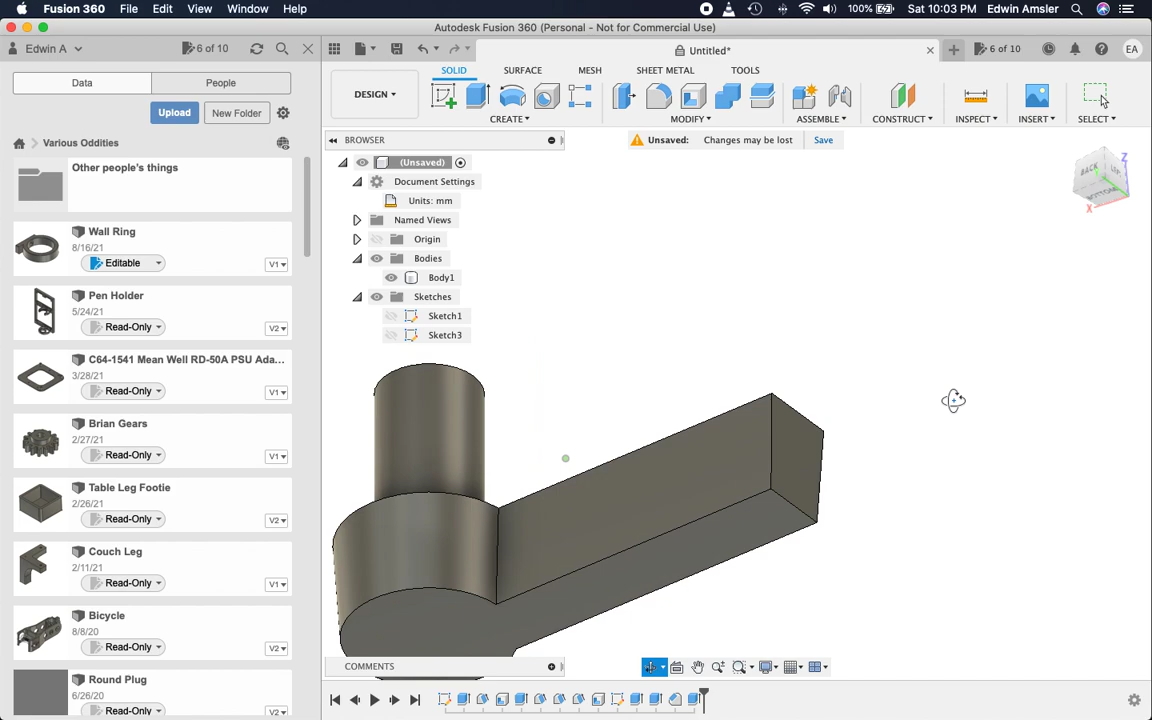 Fusion 360 File Edit View Window Help 100% Sat 10:03 PM Edwin Amsler
Autodesk Fusion 360 (Personal - Not for Commercial Use)
Edwin A 6 of 10 Untitled* 6 of 10 EA
Data People
SOLID SURFACE MESH SHEET METAL TOOLS
DESIGN
Upload New Folder
CREATE MODIFY ASSEMBLE CONSTRUCT INSPECT INSERT SELECT
Various Oddities
BROWSER
Unsaved: Changes may be lost Save
(Unsaved)
Document Settings
Units: mm
Named Views
Origin
Bodies
Body1
Sketches
Sketch1
Sketch3
BACK
Z
X
Other people's things
Wall Ring
8/16/21
Editable V1
Pen Holder
5/24/21
Read-Only V2
C64-1541 Mean Well RD-50A PSU Ada...
3/28/21
Read-Only V1
Brian Gears
2/27/21
Read-Only V1
Table Leg Footie
2/26/21
Read-Only V2
Couch Leg
2/11/21
Read-Only V1
Bicycle
8/8/20
Read-Only V2
Round Plug
6/26/20
Read-Only V2
COMMENTS